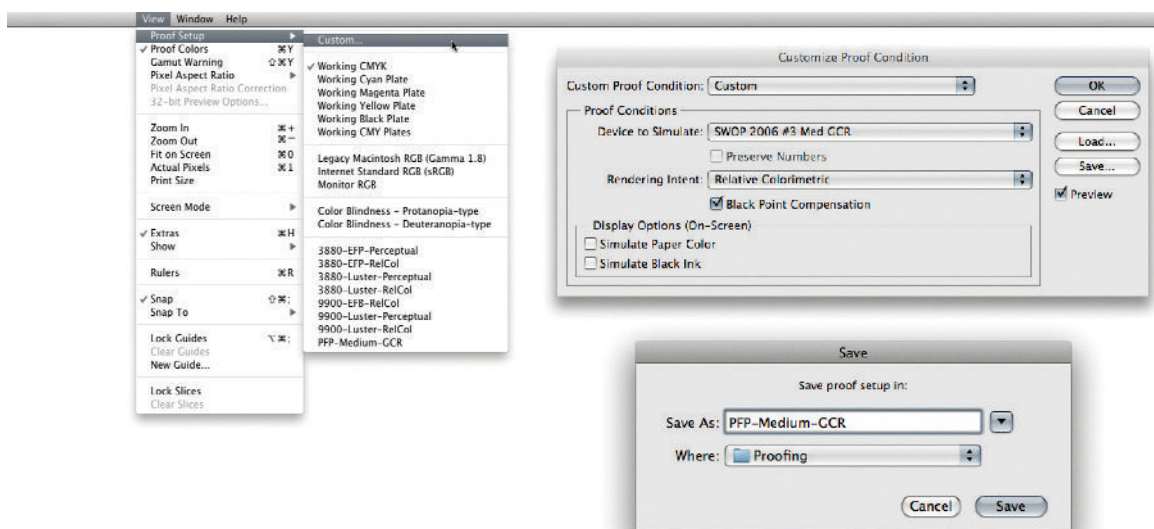 View Window Help
Proof Setup
✓ Proof Colors ⌘Y
Gamut Warning ⇧⌘Y
Pixel Aspect Ratio
Pixel Aspect Ratio Correction
32-bit Preview Options...
Zoom In ⌘+
Zoom Out ⌘−
Fit on Screen ⌘0
Actual Pixels ⌘1
Print Size
Screen Mode
✓ Extras ⌘H
Show
Rulers ⌘R
✓ Snap ⇧⌘;
Snap To
Lock Guides ⌥⌘;
Clear Guides
New Guide...
Lock Slices
Clear Slices
Custom...
✓ Working CMYK
Working Cyan Plate
Working Magenta Plate
Working Yellow Plate
Working Black Plate
Working CMY Plates
Legacy Macintosh RGB (Gamma 1.8)
Internet Standard RGB (sRGB)
Monitor RGB
Color Blindness – Protanopia-type
Color Blindness – Deuteranopia-type
3880-EFP-Perceptual
3880-EFP-RelCol
3880-Luster-Perceptual
3880-Luster-RelCol
9900-EFB-RelCol
9900-Luster-Perceptual
9900-Luster-RelCol
PFP-Medium-GCR
Customize Proof Condition
Custom Proof Condition: Custom
OK
Proof Conditions
Cancel
Device to Simulate: SWOP 2006 #3 Med GCR
Load...
Preserve Numbers
Save...
Rendering Intent: Relative Colorimetric
Preview
Black Point Compensation
Display Options (On-Screen)
Simulate Paper Color
Simulate Black Ink
Save
Save proof setup in:
Save As: PFP-Medium-GCR
Where: Proofing
Cancel Save